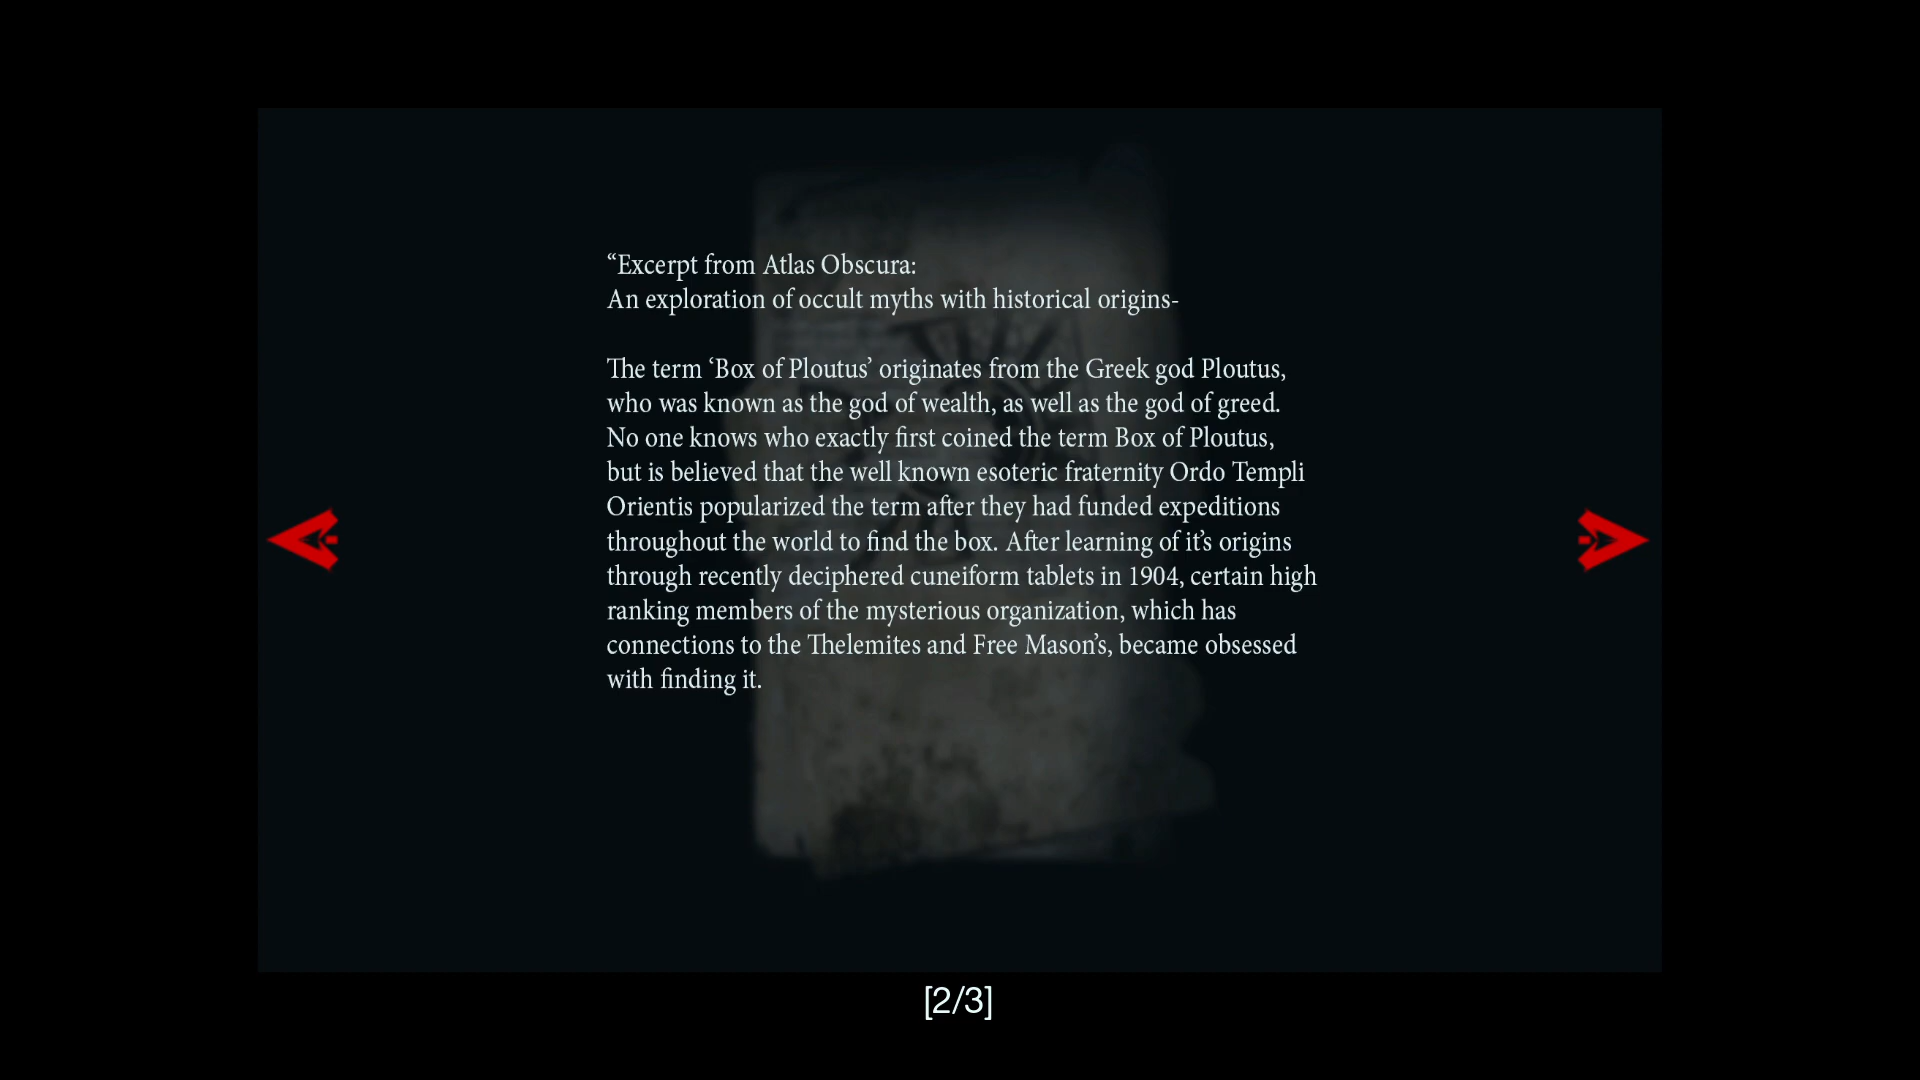 “Excerpt from Atlas Obscura:
An exploration of occult myths with historical origins-
The term ‘Box of Ploutus’ originates from the Greek god Ploutus,
who was known as the god of wealth, as well as the god of greed.
No one knows who exactly first coined the term Box of Ploutus,
but is believed that the well known esoteric fraternity Ordo Templi
Orientis popularized the term after they had funded expeditions
throughout the world to find the box. After learning of it’s origins
through recently deciphered cuneiform tablets in 1904, certain high
ranking members of the mysterious organization, which has
connections to the Thelemites and Free Mason’s, became obsessed
with finding it.
[2/3]